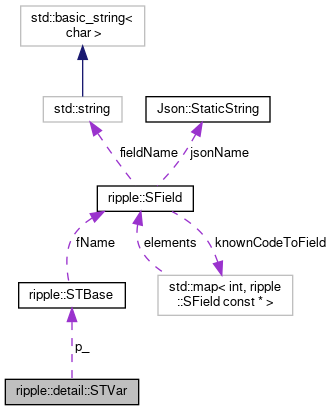 std::basic_string<
char >
std::string
Json::StaticString
fieldName
jsonName
ripple::SField
fName
elements
knownCodeToField
ripple::STBase
std::map< int, ripple
::SField const * >
p_
ripple::detail::STVar